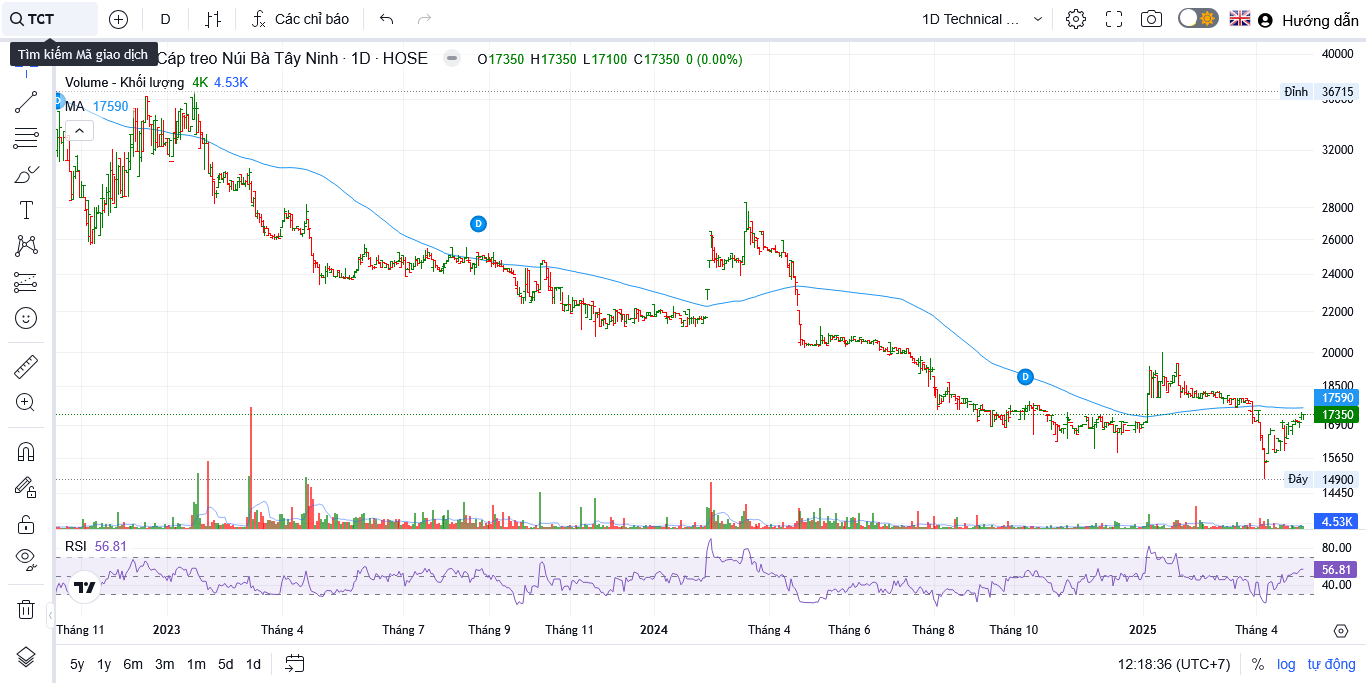 TCT
D
Các chỉ báo
1D Technical ...
Hướng dẫn
Tìm kiếm Mã giao dịch
Cáp treo Núi Bà Tây Ninh · 1D · HOSE
O17350 H17350 L17100 C17350 0 (0.00%)
Volume - Khối lượng 4K 4.53K
MA 17590
D
D
D
T
40000
Đỉnh 36715
32000
28000
26000
24000
22000
20000
18500
17590
17350
16900
15650
Đáy 14900
14450
4.53K
RSI 56.81
80.00
56.81
40.00
Tháng 11 2023 Tháng 4 Tháng 7 Tháng 9 Tháng 11 2024 Tháng 4 Tháng 6 Tháng 8 Tháng 10 2025 Tháng 4
5y 1y 6m 3m 1m 5d 1d
12:18:36 (UTC+7) % log tự động